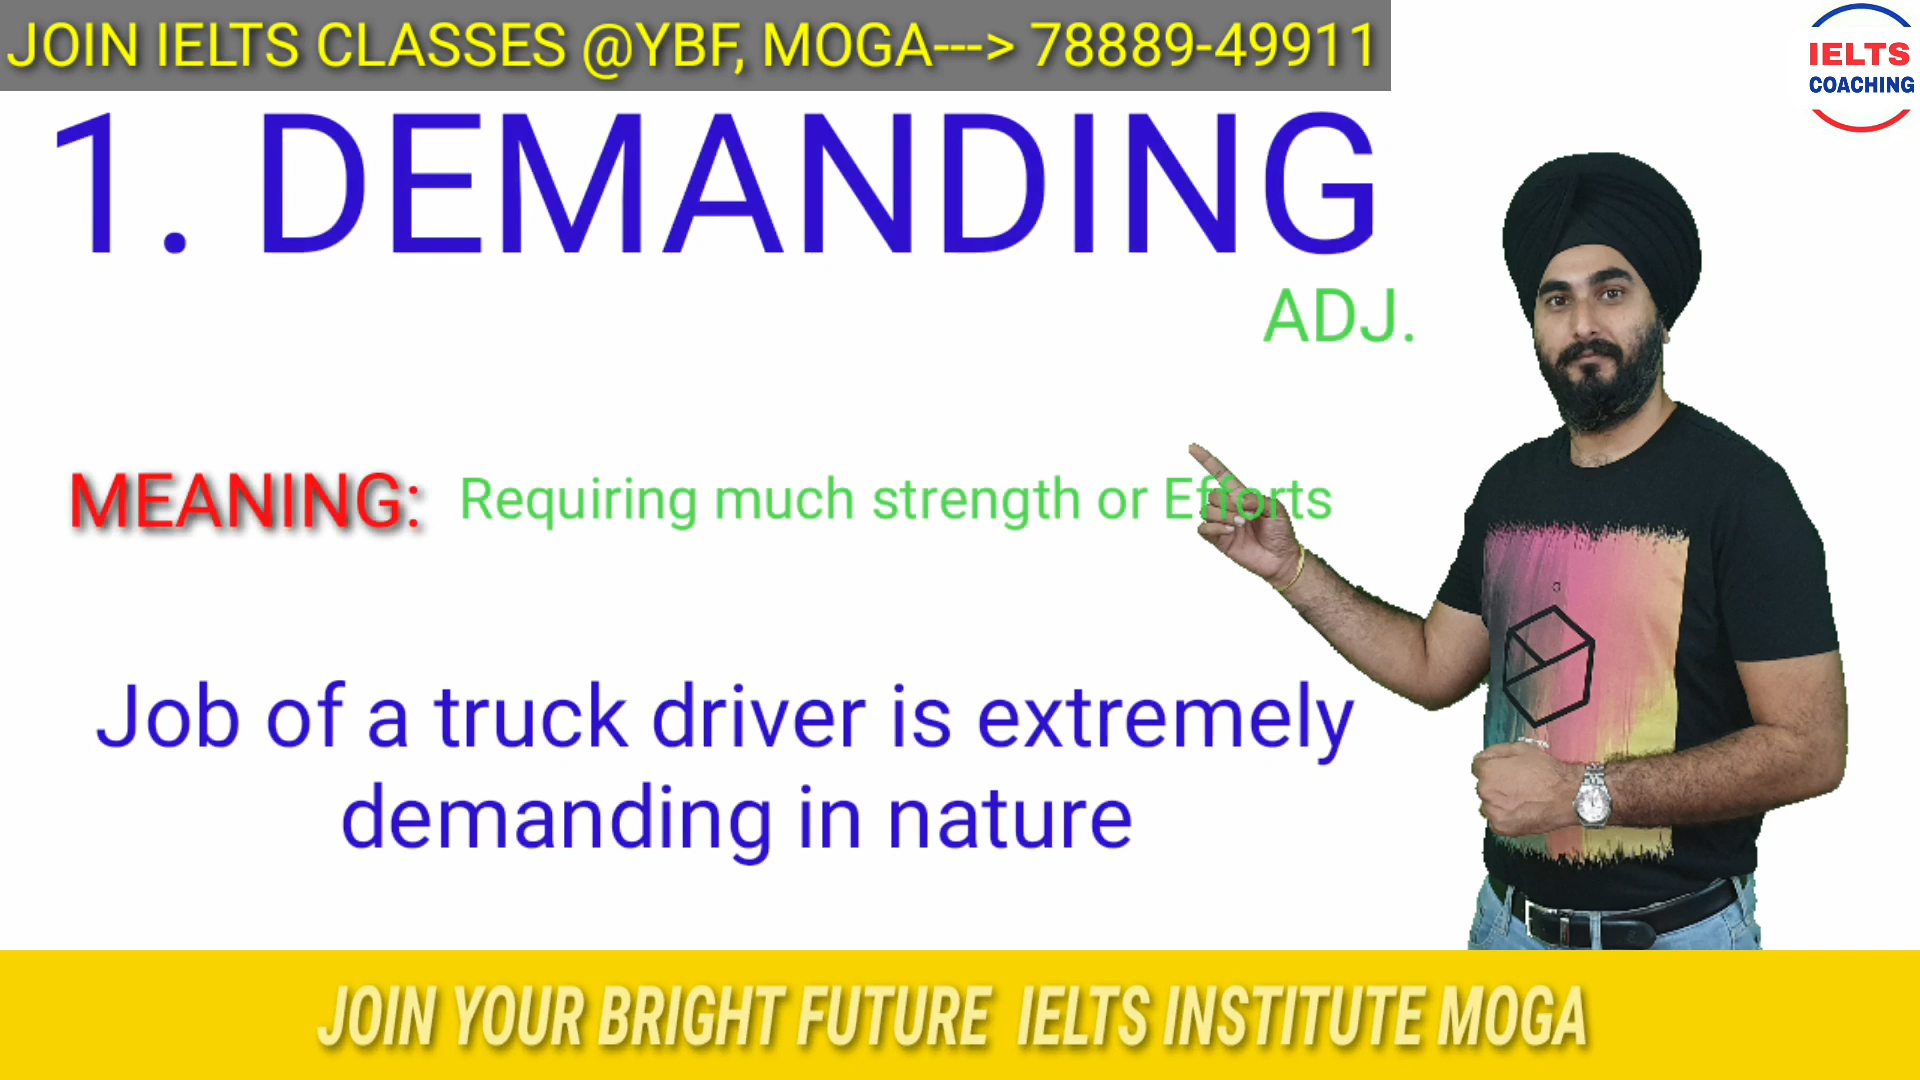 JOIN IELTS CLASSES @YBF, MOGA---> 78889-49911
IELTS
COACHING
1. DEMANDING
ADJ.
MEANING: Requiring much strength or Efforts
Job of a truck driver is extremely
demanding in nature
JOIN YOUR BRIGHT FUTURE IELTS INSTITUTE MOGA